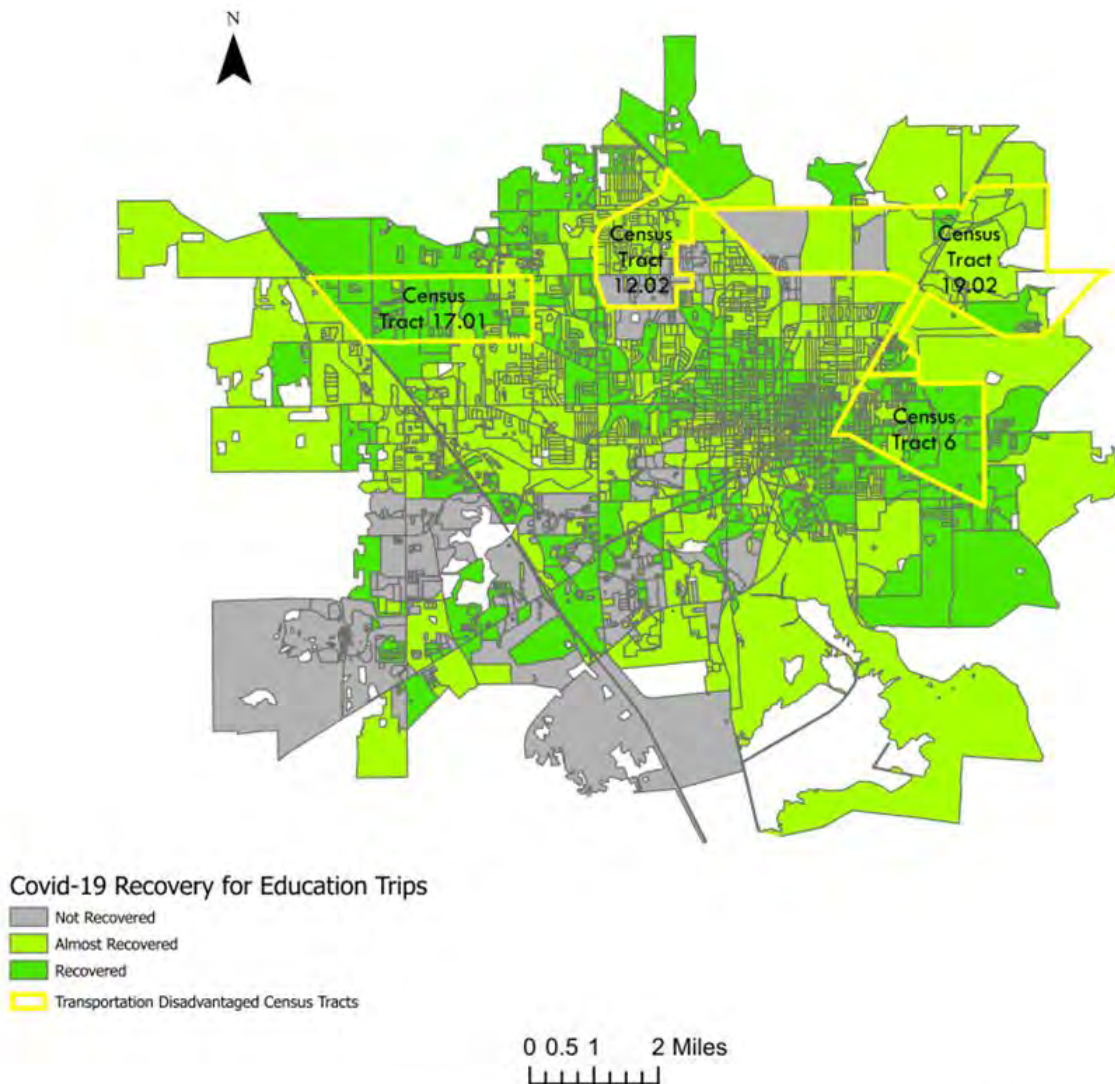 N
Census
Tract
12.02
Census
Tract
19.02
Census
Tract 17.01
Census
Tract 6
Covid-19 Recovery for Education Trips
Not Recovered
Almost Recovered
Recovered
Transportation Disadvantaged Census Tracts
0 0.5 1 2 Miles